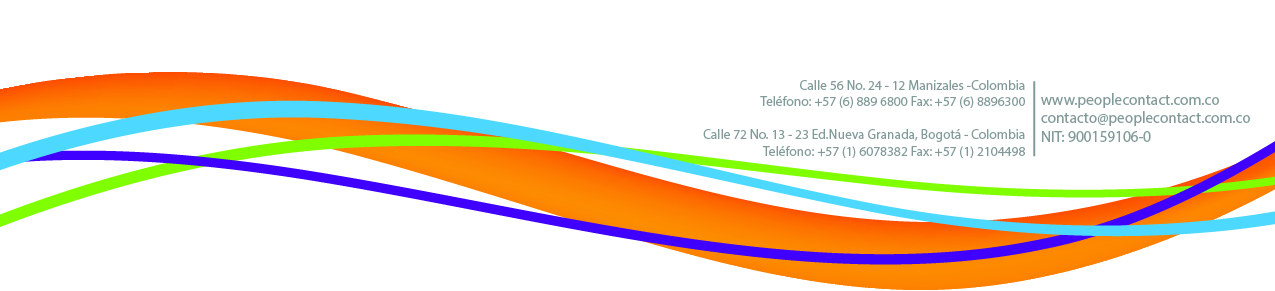 Calle 56 No. 24 - 12 Manizales -Colombia
Teléfono: +57 (6) 889 6800 Fax: +57 (6) 8896300
Calle 72 No. 13 - 23 Ed.Nueva Granada, Bogotá - Colombia
Teléfono: +57 (1) 6078382 Fax: +57 (1) 2104498
www.peoplecontact.com.co
contacto@peoplecontact.com.co
NIT: 900159106-0